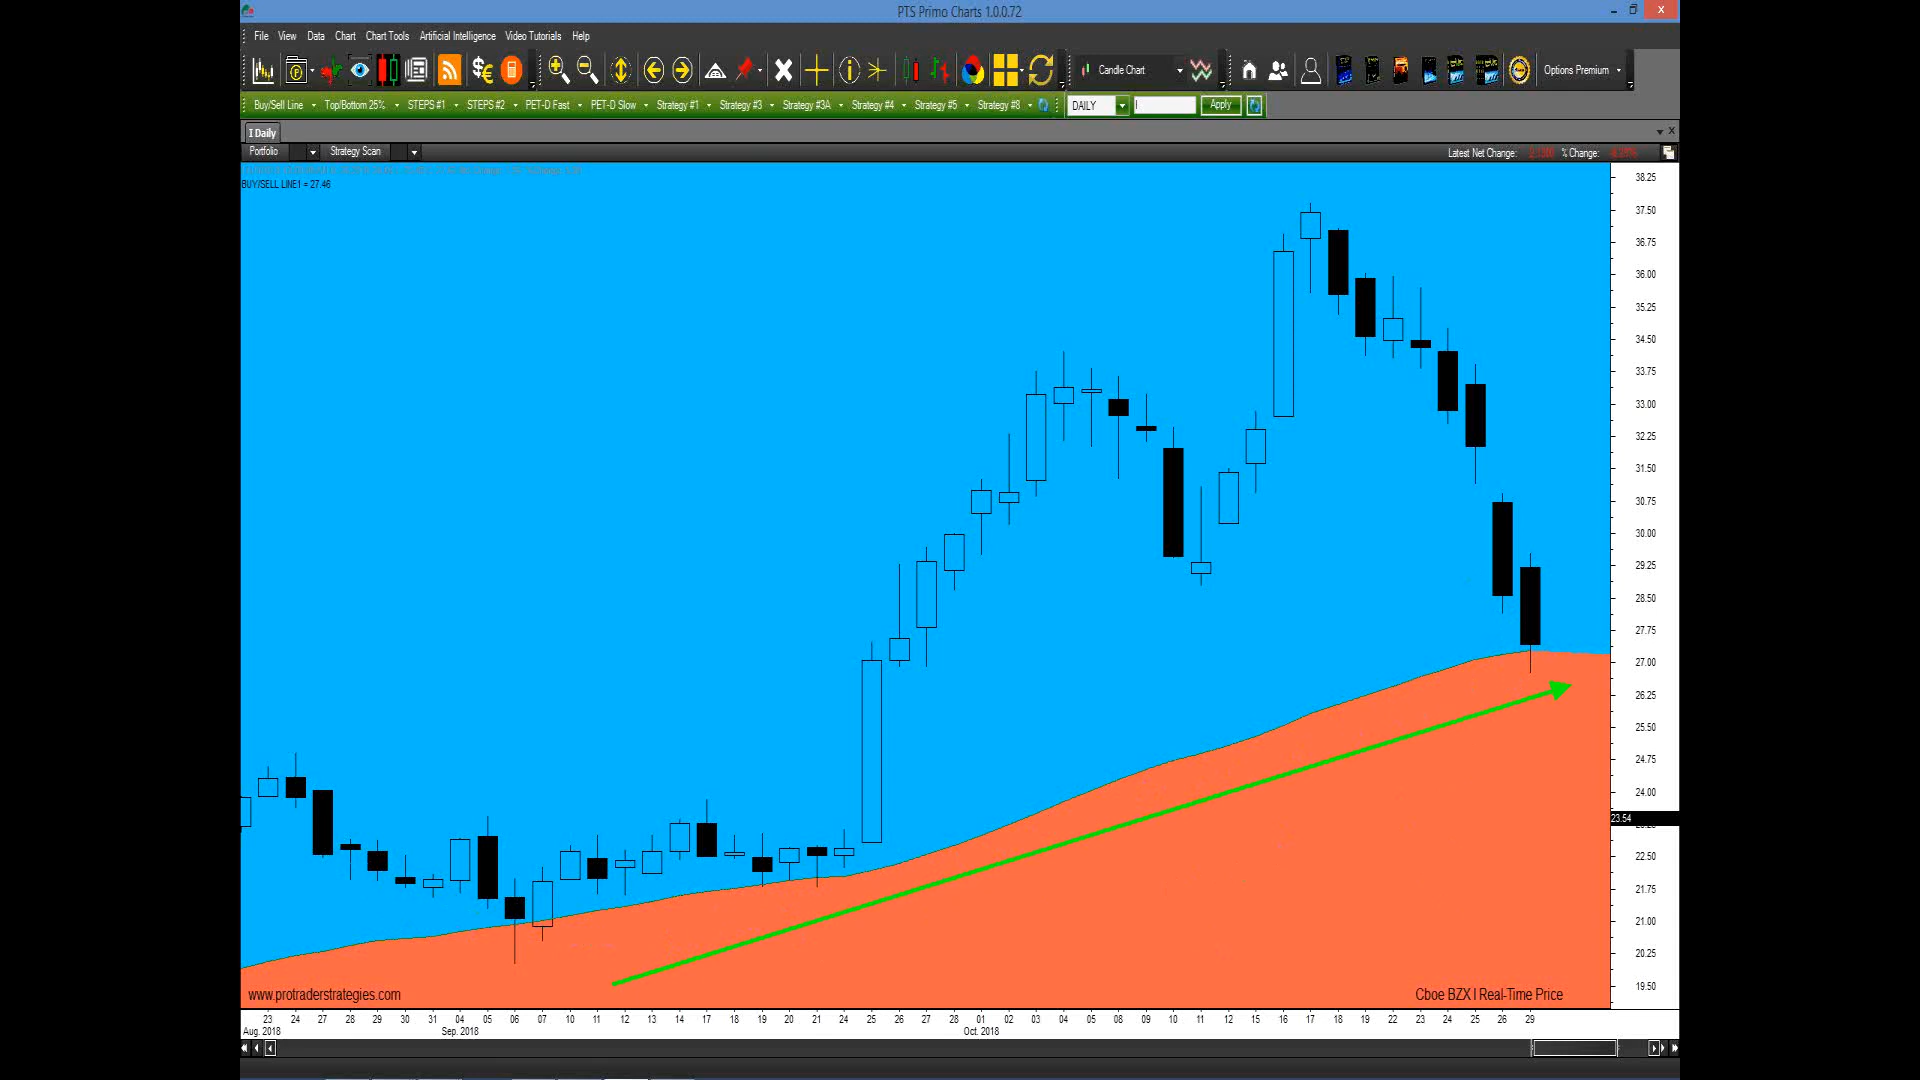 PTS Primo Charts 1.0.0.72
File View Data Chart Chart Tools Artificial Intelligence Video Tutorials Help
Candle Chart Options Premium
Buy/Sell Line Top/Bottom 25% STEPS #1 STEPS #2 PET-D Fast PET-D Slow Strategy #1 Strategy #3 Strategy #3A Strategy #4 Strategy #5 Strategy #8 DAILY I Apply
I Daily
Portfolio Strategy Scan Latest Net Change: % Change:
BUY/SELL LINE1 = 27.46
38.25
37.50
36.75
36.00
35.25
34.50
33.75
33.00
32.25
31.50
30.75
30.00
29.25
28.50
27.75
27.00
26.25
25.50
24.75
24.00
23.54
22.50
21.75
21.00
20.25
19.50
www.protraderstrategies.com Cboe BZX I Real-Time Price
23 24 27 28 29 30 31 04 05 06 07 10 11 12 13 14 17 18 19 20 21 24 25 26 27 28 01 02 03 04 05 08 09 10 11 12 15 16 17 18 19 22 23 24 25 26 29
Aug. 2018 Sep. 2018 Oct. 2018